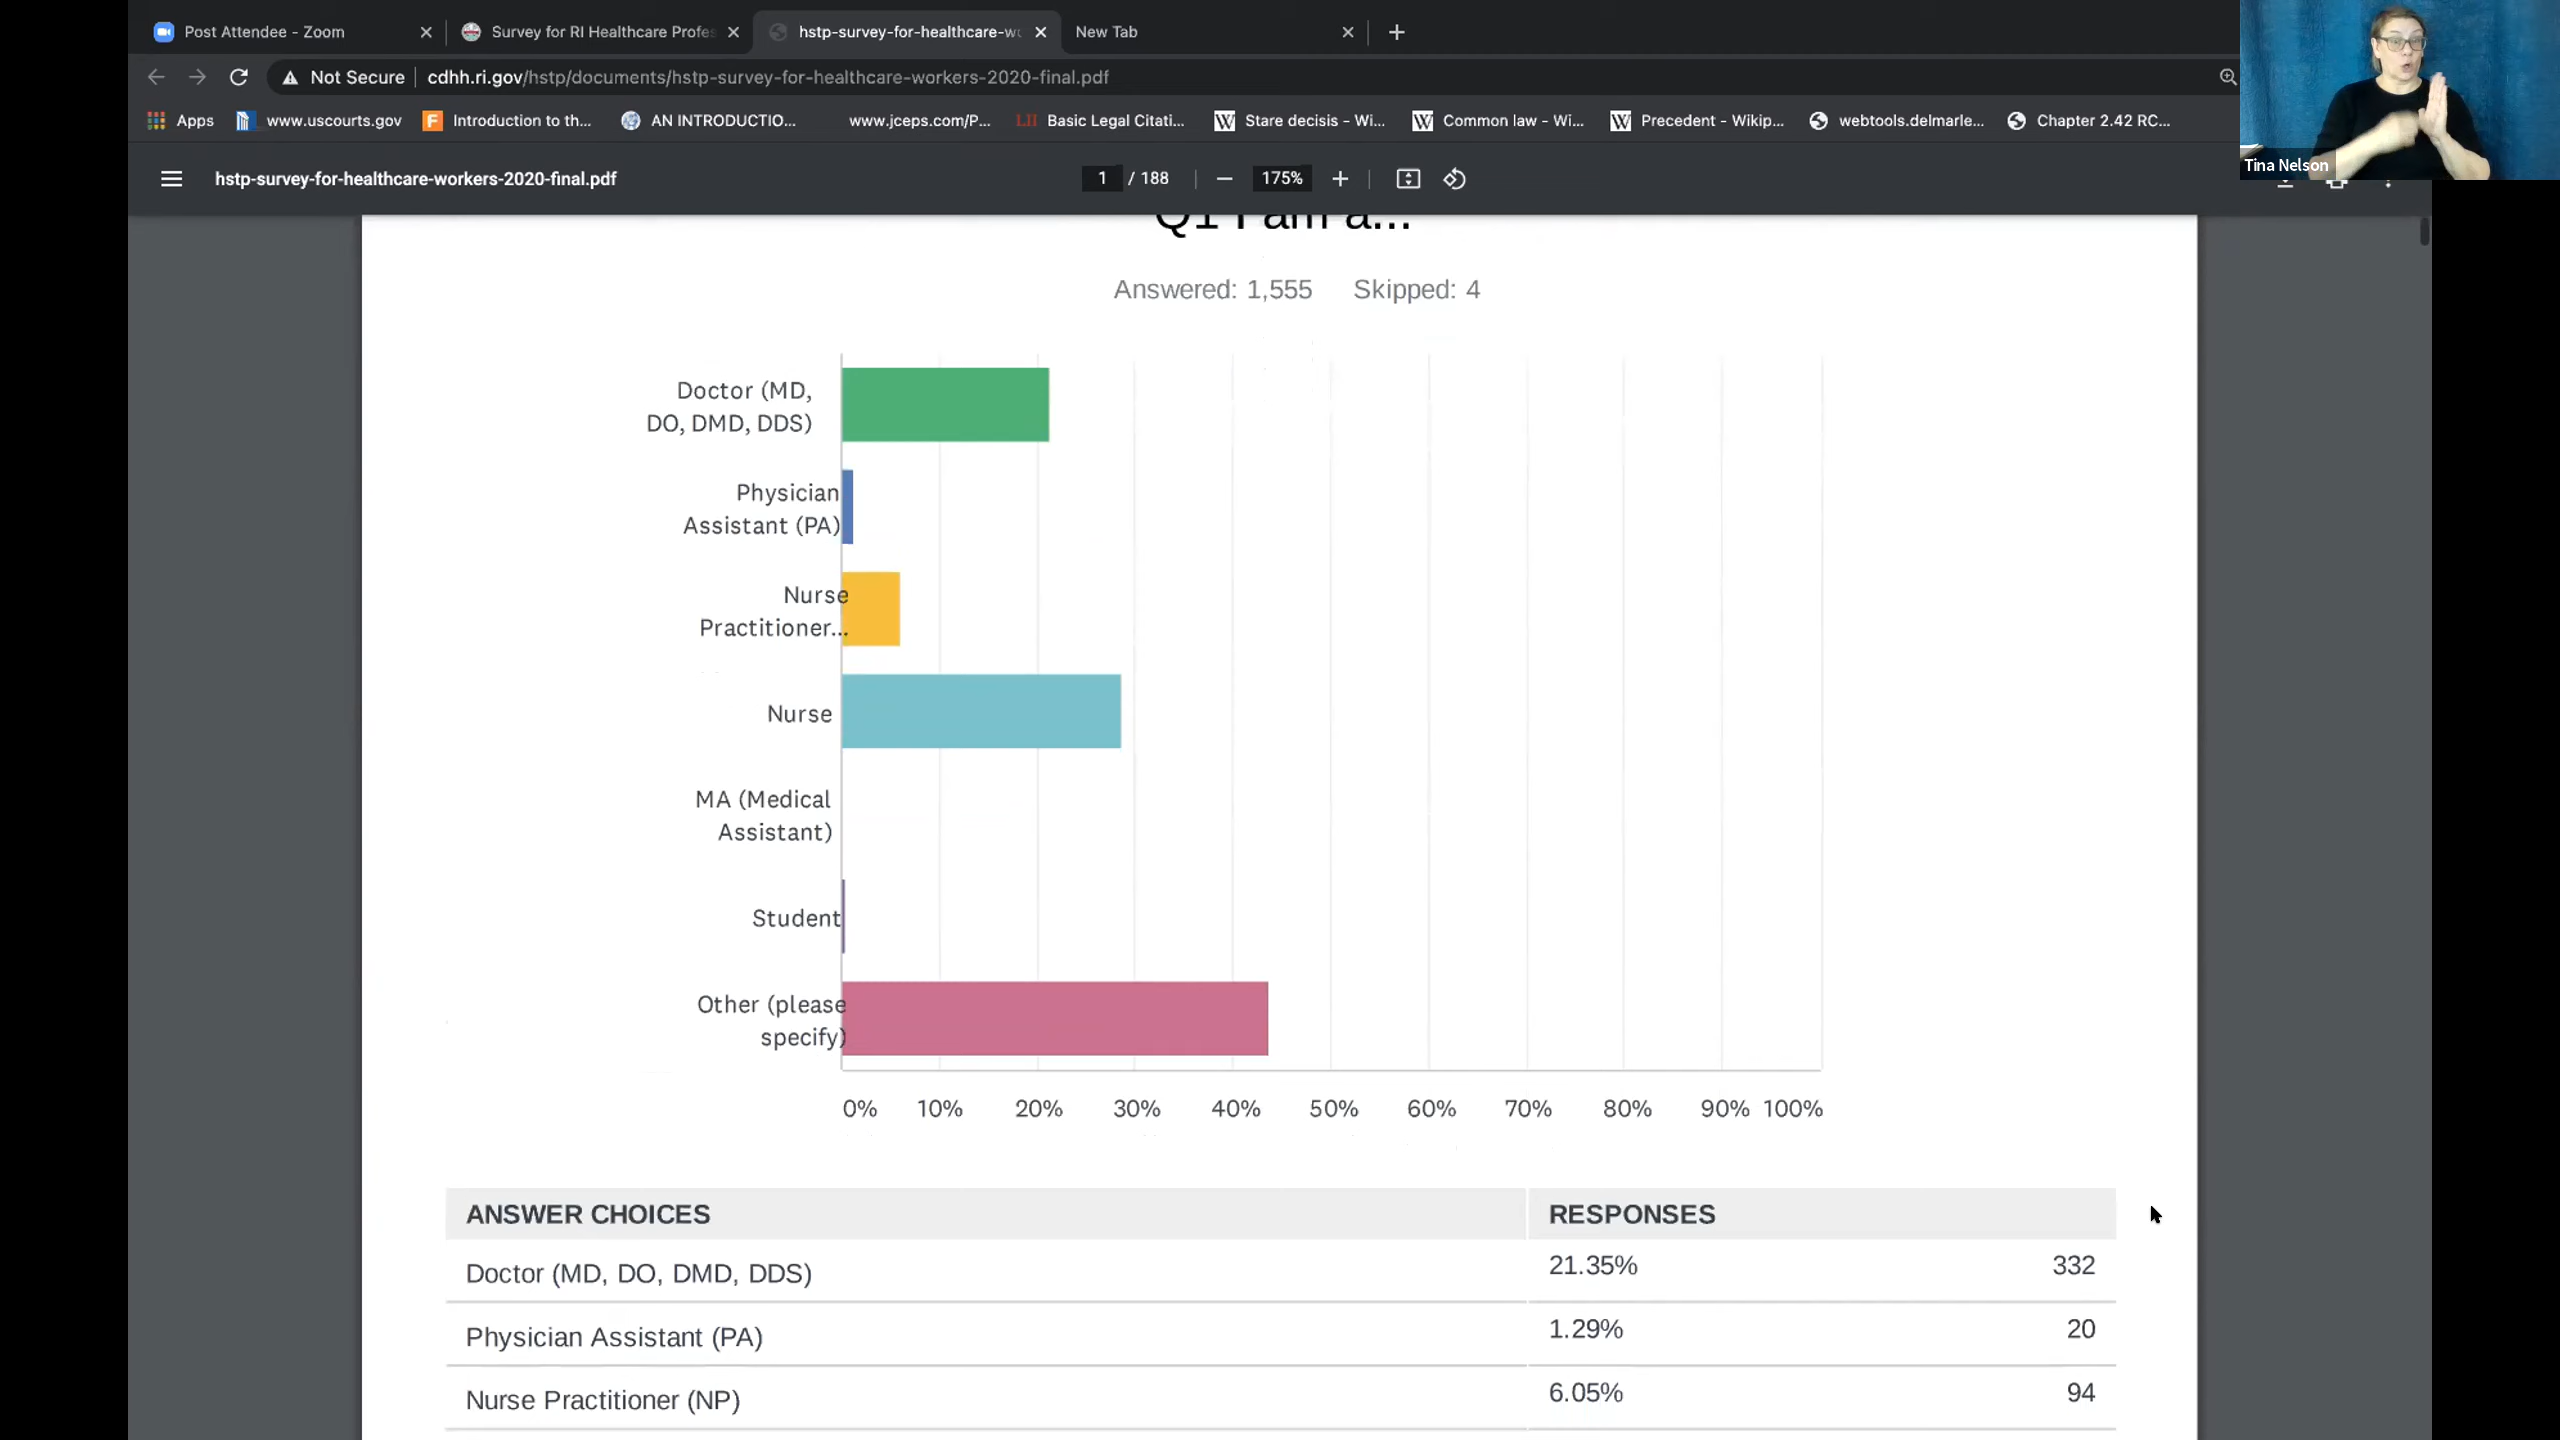 Post Attendee - Zoom
Survey for RI Healthcare Profes
hstp-survey-for-healthcare-wo
New Tab
Not Secure
cdhh.ri.gov/hstp/documents/hstp-survey-for-healthcare-workers-2020-final.pdf
Apps
www.uscourts.gov
F
Introduction to th...
AN INTRODUCTIO...
www.jceps.com/P...
LII
Basic Legal Citati...
W
Stare decisis - Wi...
W
Common law - Wi...
W
Precedent - Wikip...
webtools.delmarle...
Chapter 2.42 RC...
Tina Nelson
hstp-survey-for-healthcare-workers-2020-final.pdf
1 / 188
175%
Q1 I am a...
Answered: 1,555 Skipped: 4
Doctor (MD,
DO, DMD, DDS)
Physician
Assistant (PA)
Nurse
Practitioner...
Nurse
MA (Medical
Assistant)
Student
Other (please
specify)
0% 10% 20% 30% 40% 50% 60% 70% 80% 90% 100%
ANSWER CHOICES RESPONSES
Doctor (MD, DO, DMD, DDS) 21.35% 332
Physician Assistant (PA) 1.29% 20
Nurse Practitioner (NP) 6.05% 94